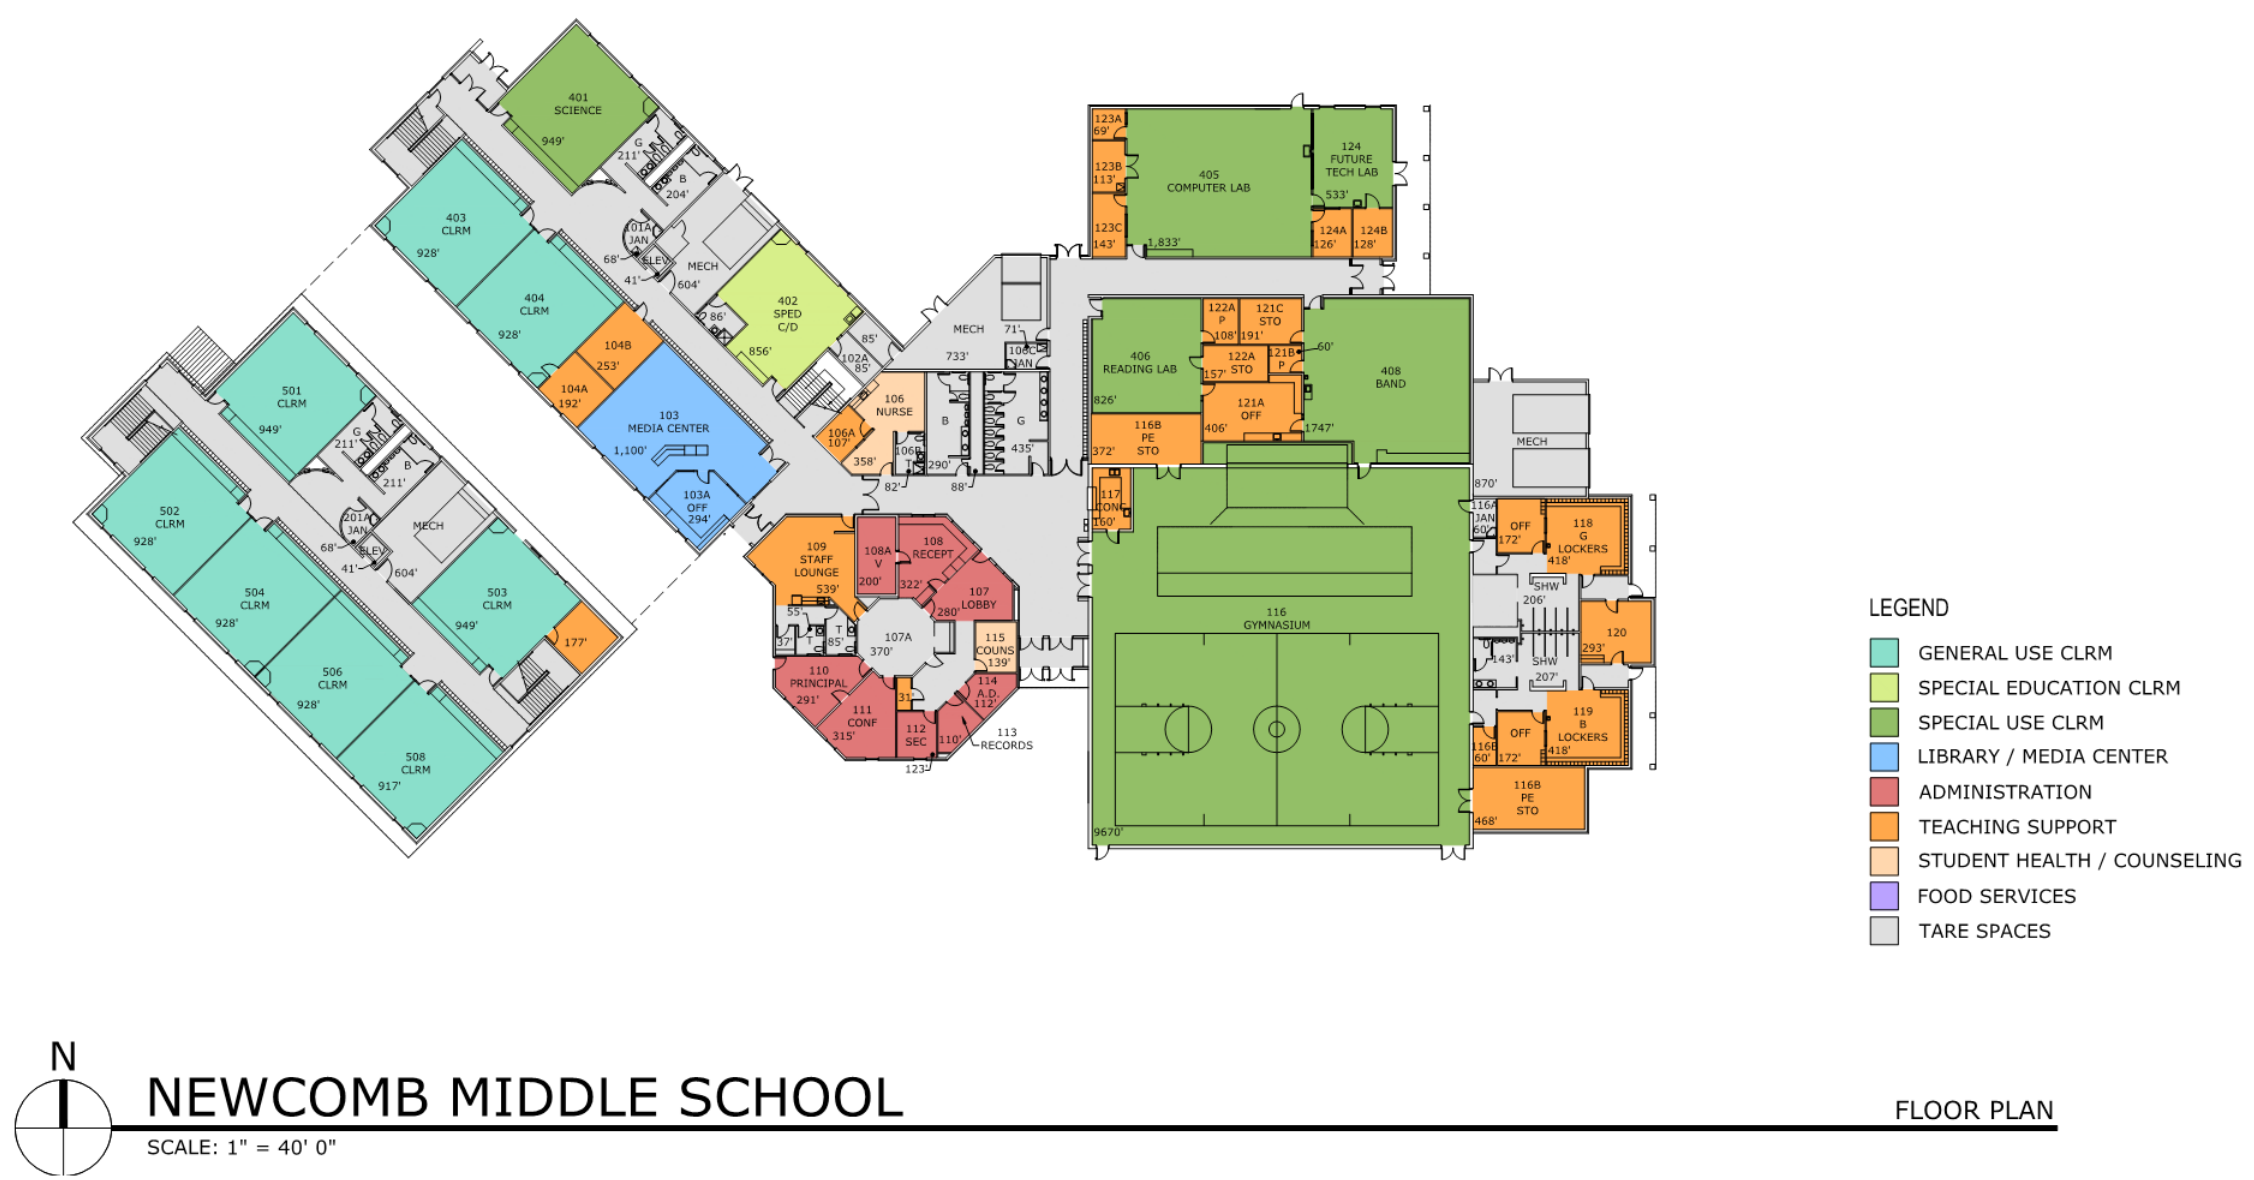 401
SCIENCE
949'
G
211'
B
204'
403
CLRM
928'
101A
JAN
68'
ELEV
41'
MECH
604'
404
CLRM
928'
402
SPED
C/D
86'
856'
85'
102A
85'
104B
253'
104A
192'
103
MEDIA CENTER
1,100'
103A
OFF
294'
501
CLRM
949'
G
211'
B
211'
502
CLRM
928'
201A
JAN
68'
ELEV
41'
MECH
604'
504
CLRM
928'
503
CLRM
949'
177'
506
CLRM
928'
508
CLRM
917'
MECH
733'
71'
106C
JAN
106
NURSE
106A
107'
358'
106B
T
82'
B
290'
88'
G
435'
109
STAFF
LOUNGE
539'
108A
V
200'
108
RECEPT
322'
107
LOBBY
280'
55'
37'
T
T
85'
107A
370'
115
COUNS
139'
110
PRINCIPAL
291'
111
CONF
315'
31'
112
SEC
123'
114
A.D.
112'
110'
113
RECORDS
123A
69'
123B
113'
123C
143'
405
COMPUTER LAB
1,833'
124
FUTURE
TECH LAB
533'
124A
126'
124B
128'
406
READING LAB
826'
122A
P
108'
121C
STO
191'
122A
STO
157'
121B
P
60'
121A
OFF
406'
408
BAND
1747'
116B
PE
STO
372'
117
CONC
160'
116
GYMNASIUM
9670'
MECH
870'
116A
JAN
60'
OFF
172'
118
G
LOCKERS
418'
SHW
206'
120
293'
143'
SHW
207'
119
B
LOCKERS
418'
OFF
172'
116B
60'
116B
PE
STO
468'
LEGEND
GENERAL USE CLRM
SPECIAL EDUCATION CLRM
SPECIAL USE CLRM
LIBRARY / MEDIA CENTER
ADMINISTRATION
TEACHING SUPPORT
STUDENT HEALTH / COUNSELING
FOOD SERVICES
TARE SPACES
N
NEWCOMB MIDDLE SCHOOL
FLOOR PLAN
SCALE: 1" = 40' 0"